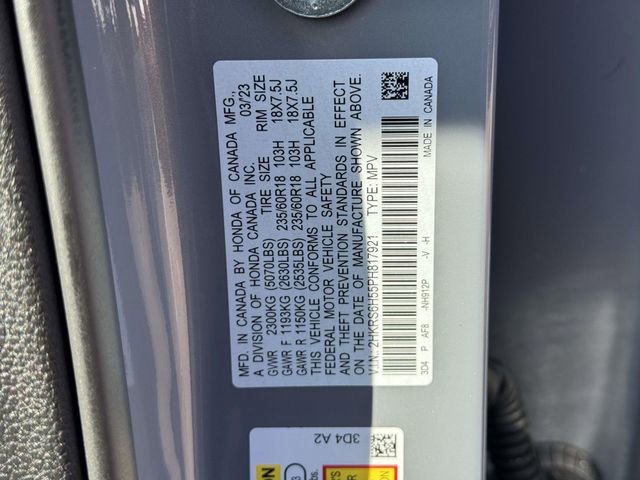 MFD. IN CANADA BY HONDA OF CANADA MFG.,
A DIVISION OF HONDA CANADA INC. 03/23
GVWR 2300KG (5070LBS) TIRE SIZE RIM SIZE
GAWR F 1193KG (2630LBS) 235/60R18 103H 18X7.5J
GAWR R 1150KG (2535LBS) 235/60R18 103H 18X7.5J
THIS VEHICLE CONFORMS TO ALL APPLICABLE
FEDERAL MOTOR VEHICLE SAFETY
AND THEFT PREVENTION STANDARDS IN EFFECT
ON THE DATE OF MANUFACTURE SHOWN ABOVE.
V.I.N.: 2HKRS6H55PH817921 TYPE: MPV
3D4 P AF8 -NH912P -V -H MADE IN CANADA
3D4 A2